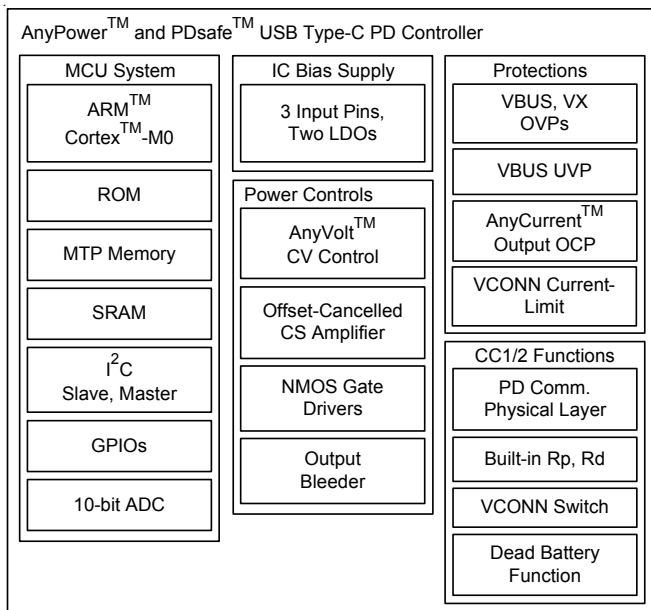 AnyPower™ and PDsafe™ USB Type-C PD Controller
MCU System
ARM™
Cortex™-M0
ROM
MTP Memory
SRAM
I²C
Slave, Master
GPIOs
10-bit ADC
IC Bias Supply
3 Input Pins,
Two LDOs
Power Controls
AnyVolt™
CV Control
Offset-Cancelled
CS Amplifier
NMOS Gate
Drivers
Output
Bleeder
Protections
VBUS, VX
OVPs
VBUS UVP
AnyCurrent™
Output OCP
VCONN Current-
Limit
CC1/2 Functions
PD Comm.
Physical Layer
Built-in Rp, Rd
VCONN Switch
Dead Battery
Function